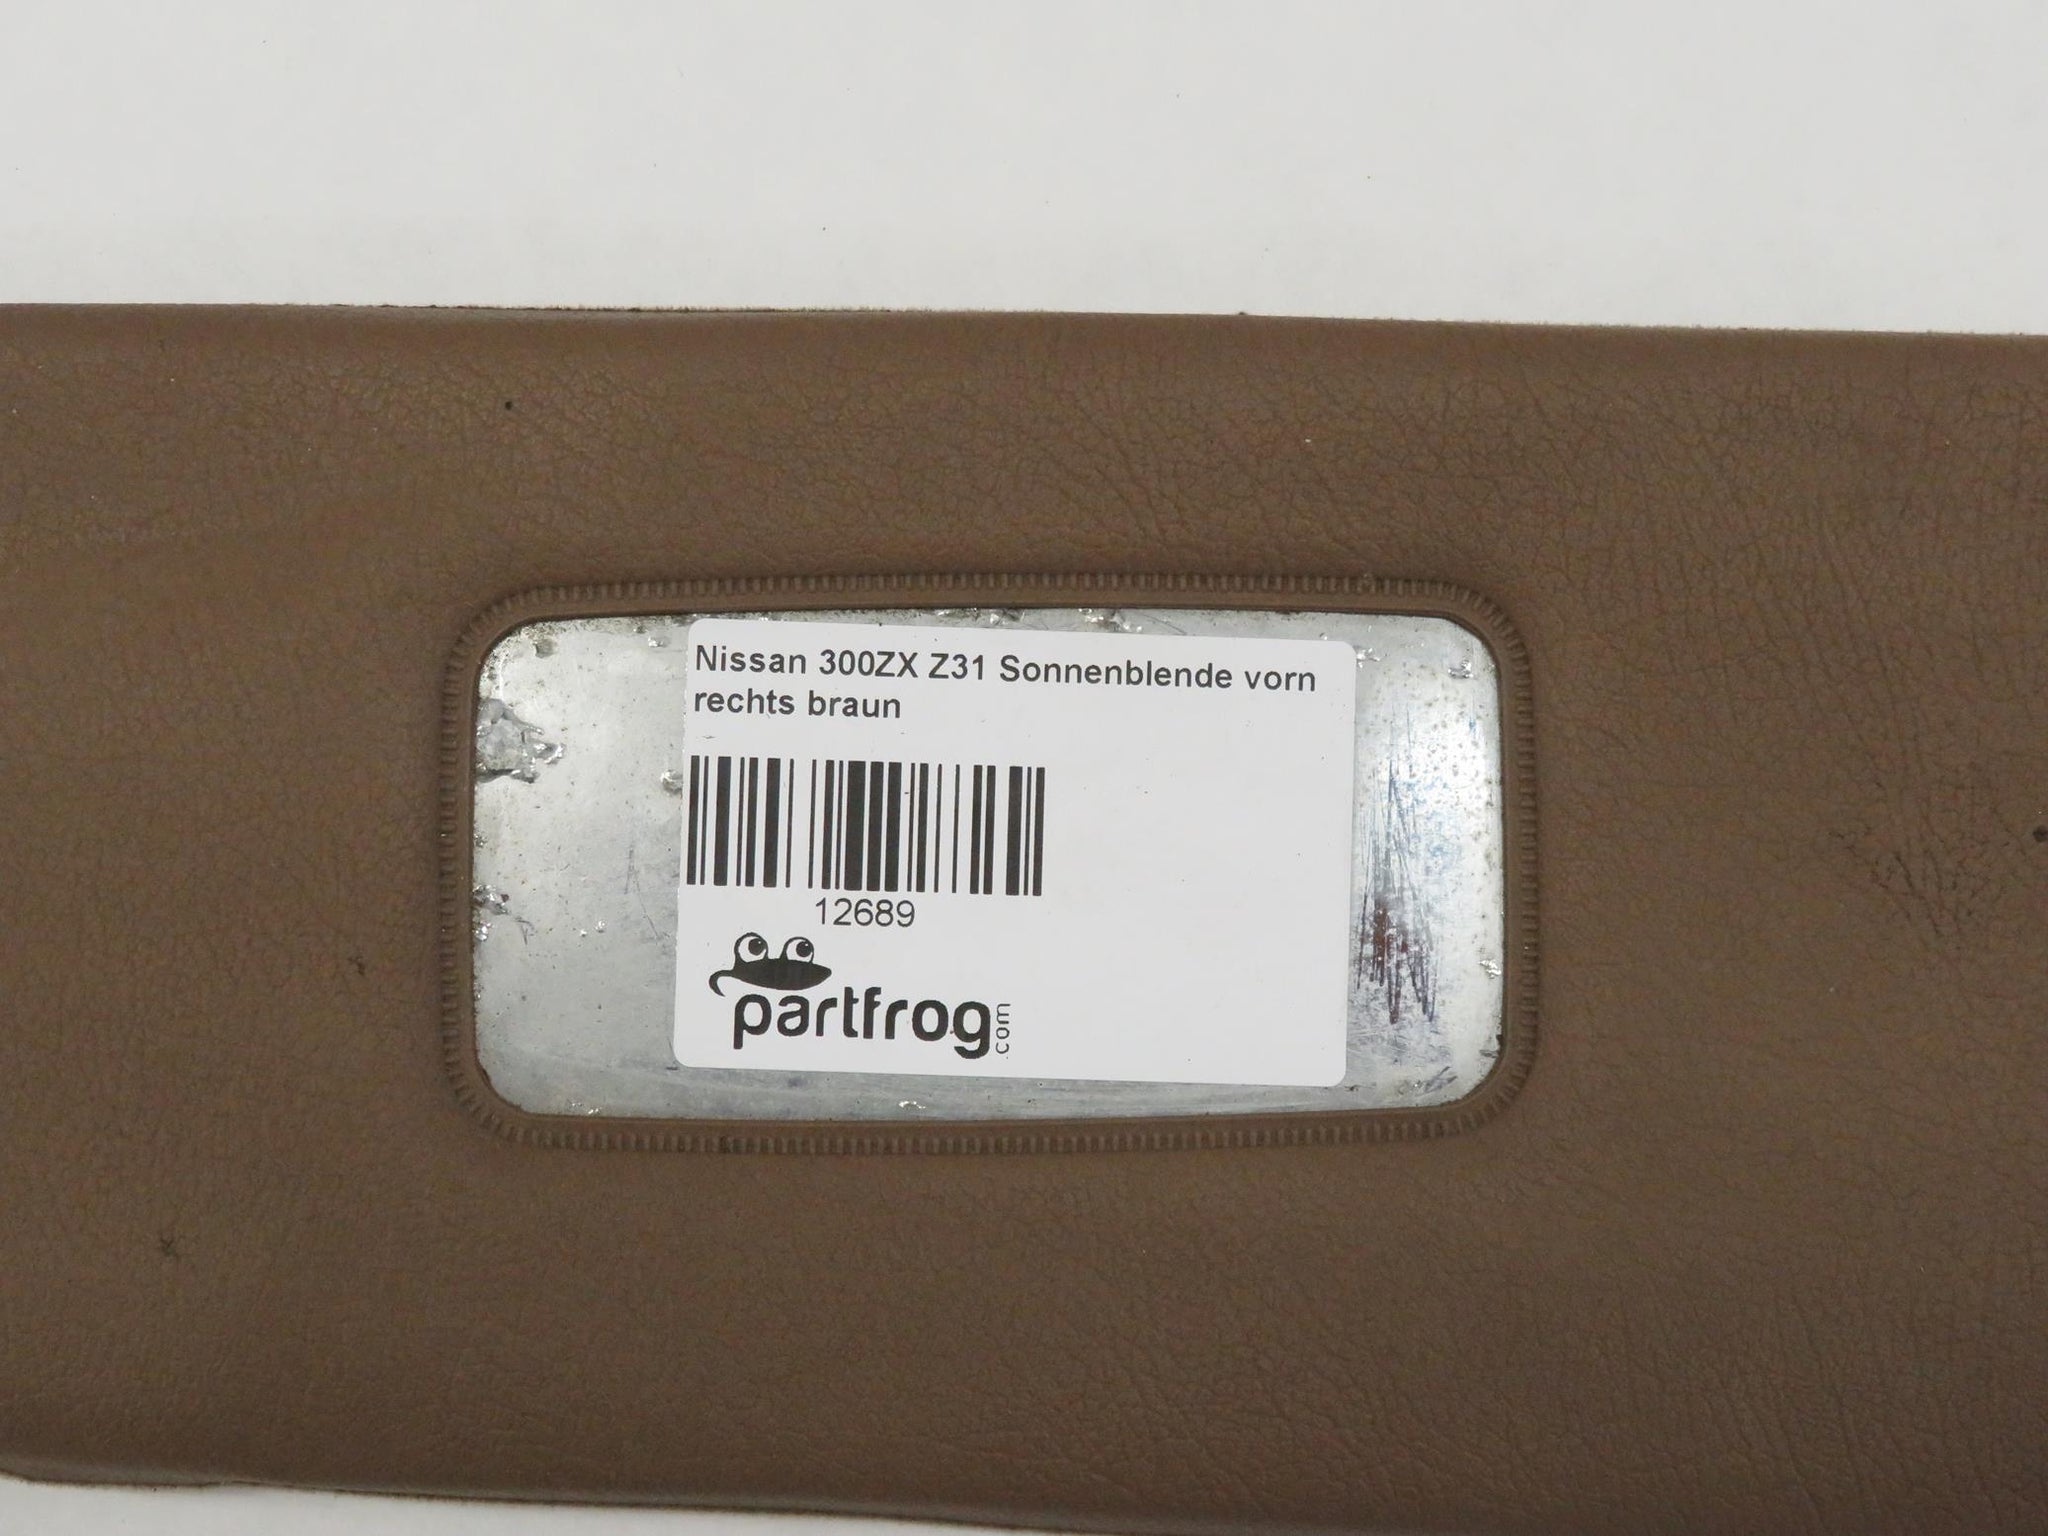 Nissan 300ZX Z31 Sonnenblende vorn
rechts braun
12689
partfrog.com